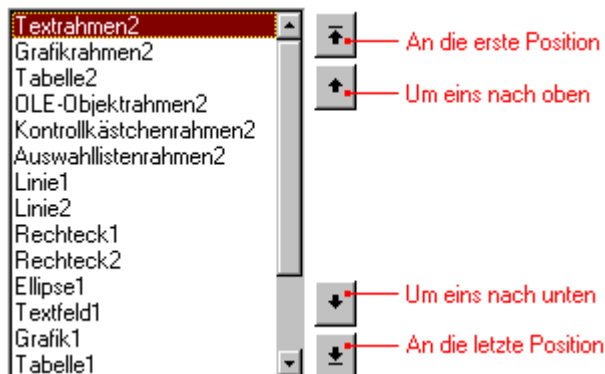 Textrahmen2
Grafikrahmen2
Tabelle2
OLE-Objektrahmen2
Kontrollkästchenrahmen2
Auswahllistenrahmen2
Linie1
Linie2
Rechteck1
Rechteck2
Ellipse1
Textfeld1
Grafik1
Tabelle1
An die erste Position
Um eins nach oben
Um eins nach unten
An die letzte Position